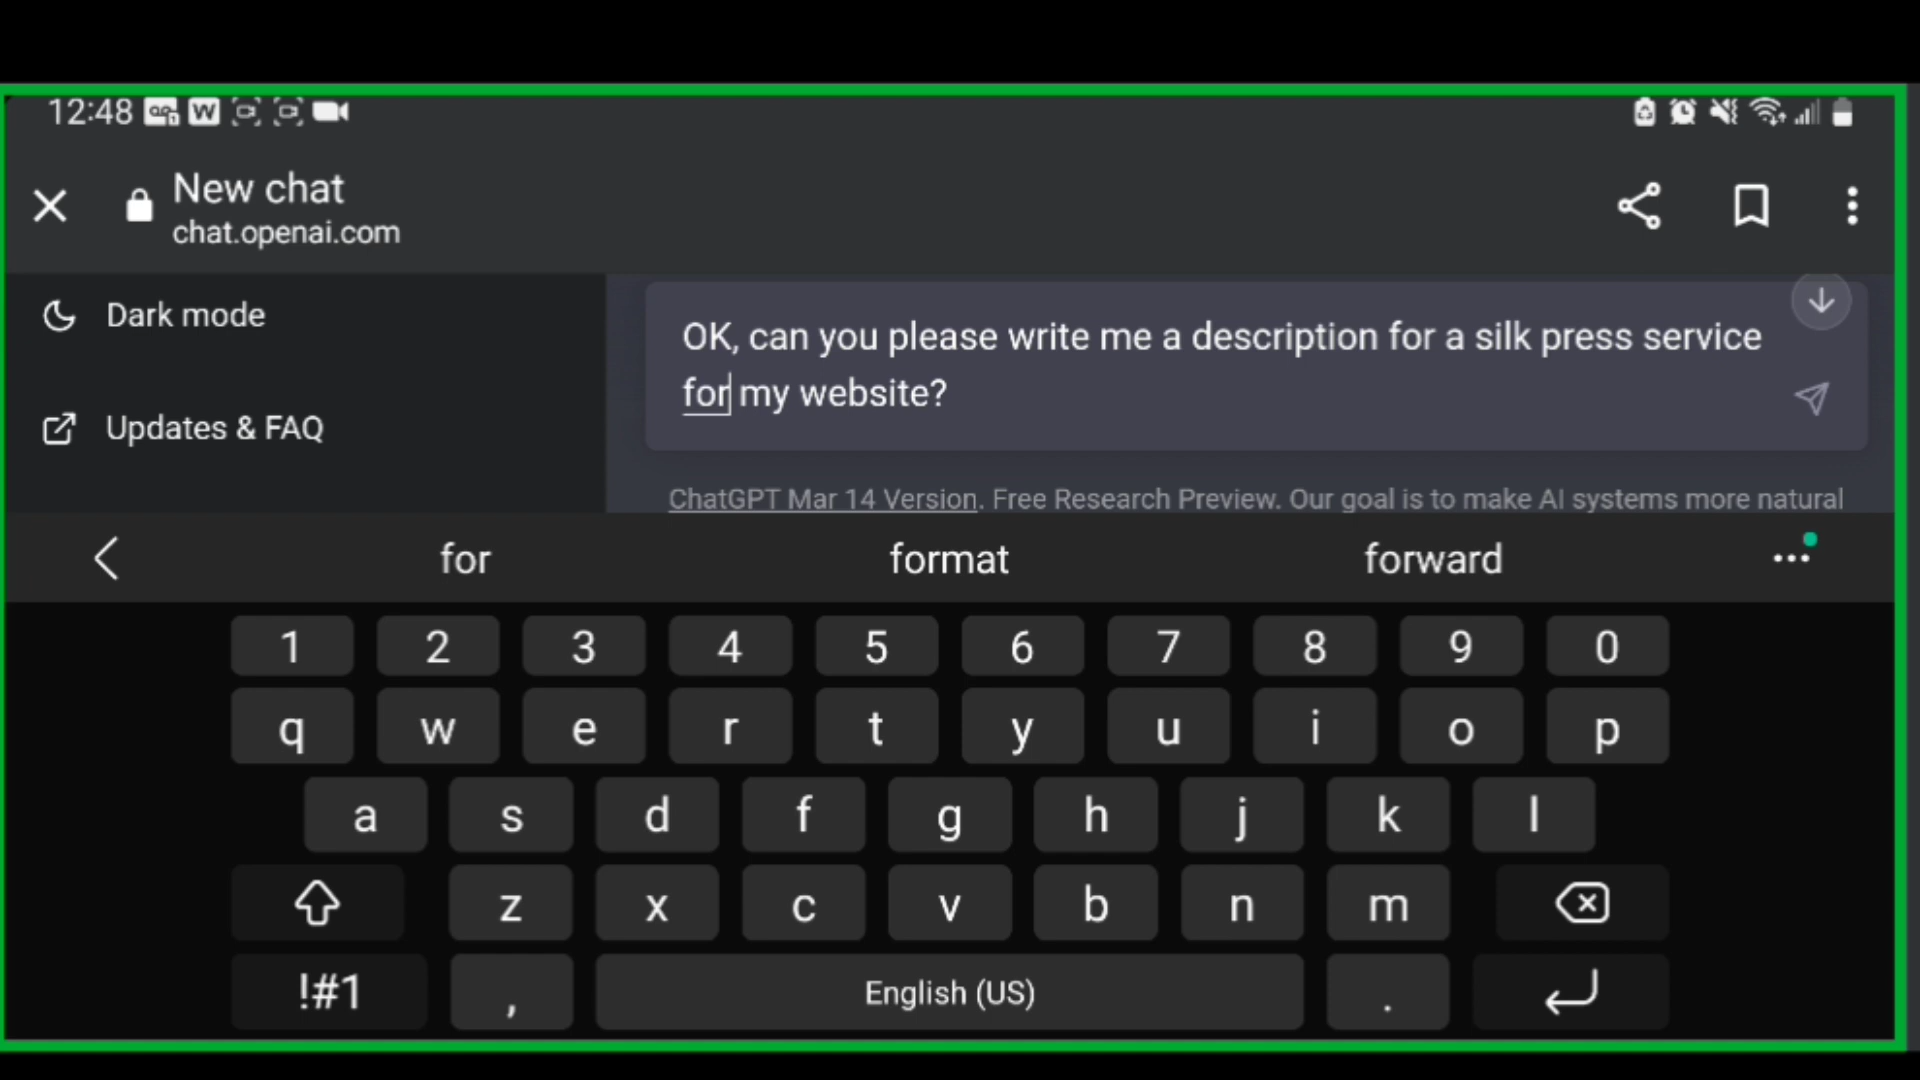 12:48
New chat
chat.openai.com
Dark mode
OK, can you please write me a description for a silk press service
for my website?
Updates & FAQ
ChatGPT Mar 14 Version. Free Research Preview. Our goal is to make AI systems more natural
for format forward
1 2 3 4 5 6 7 8 9 0
q w e r t y u i o p
a s d f g h j k l
z x c v b n m
!#1 , English (US) .